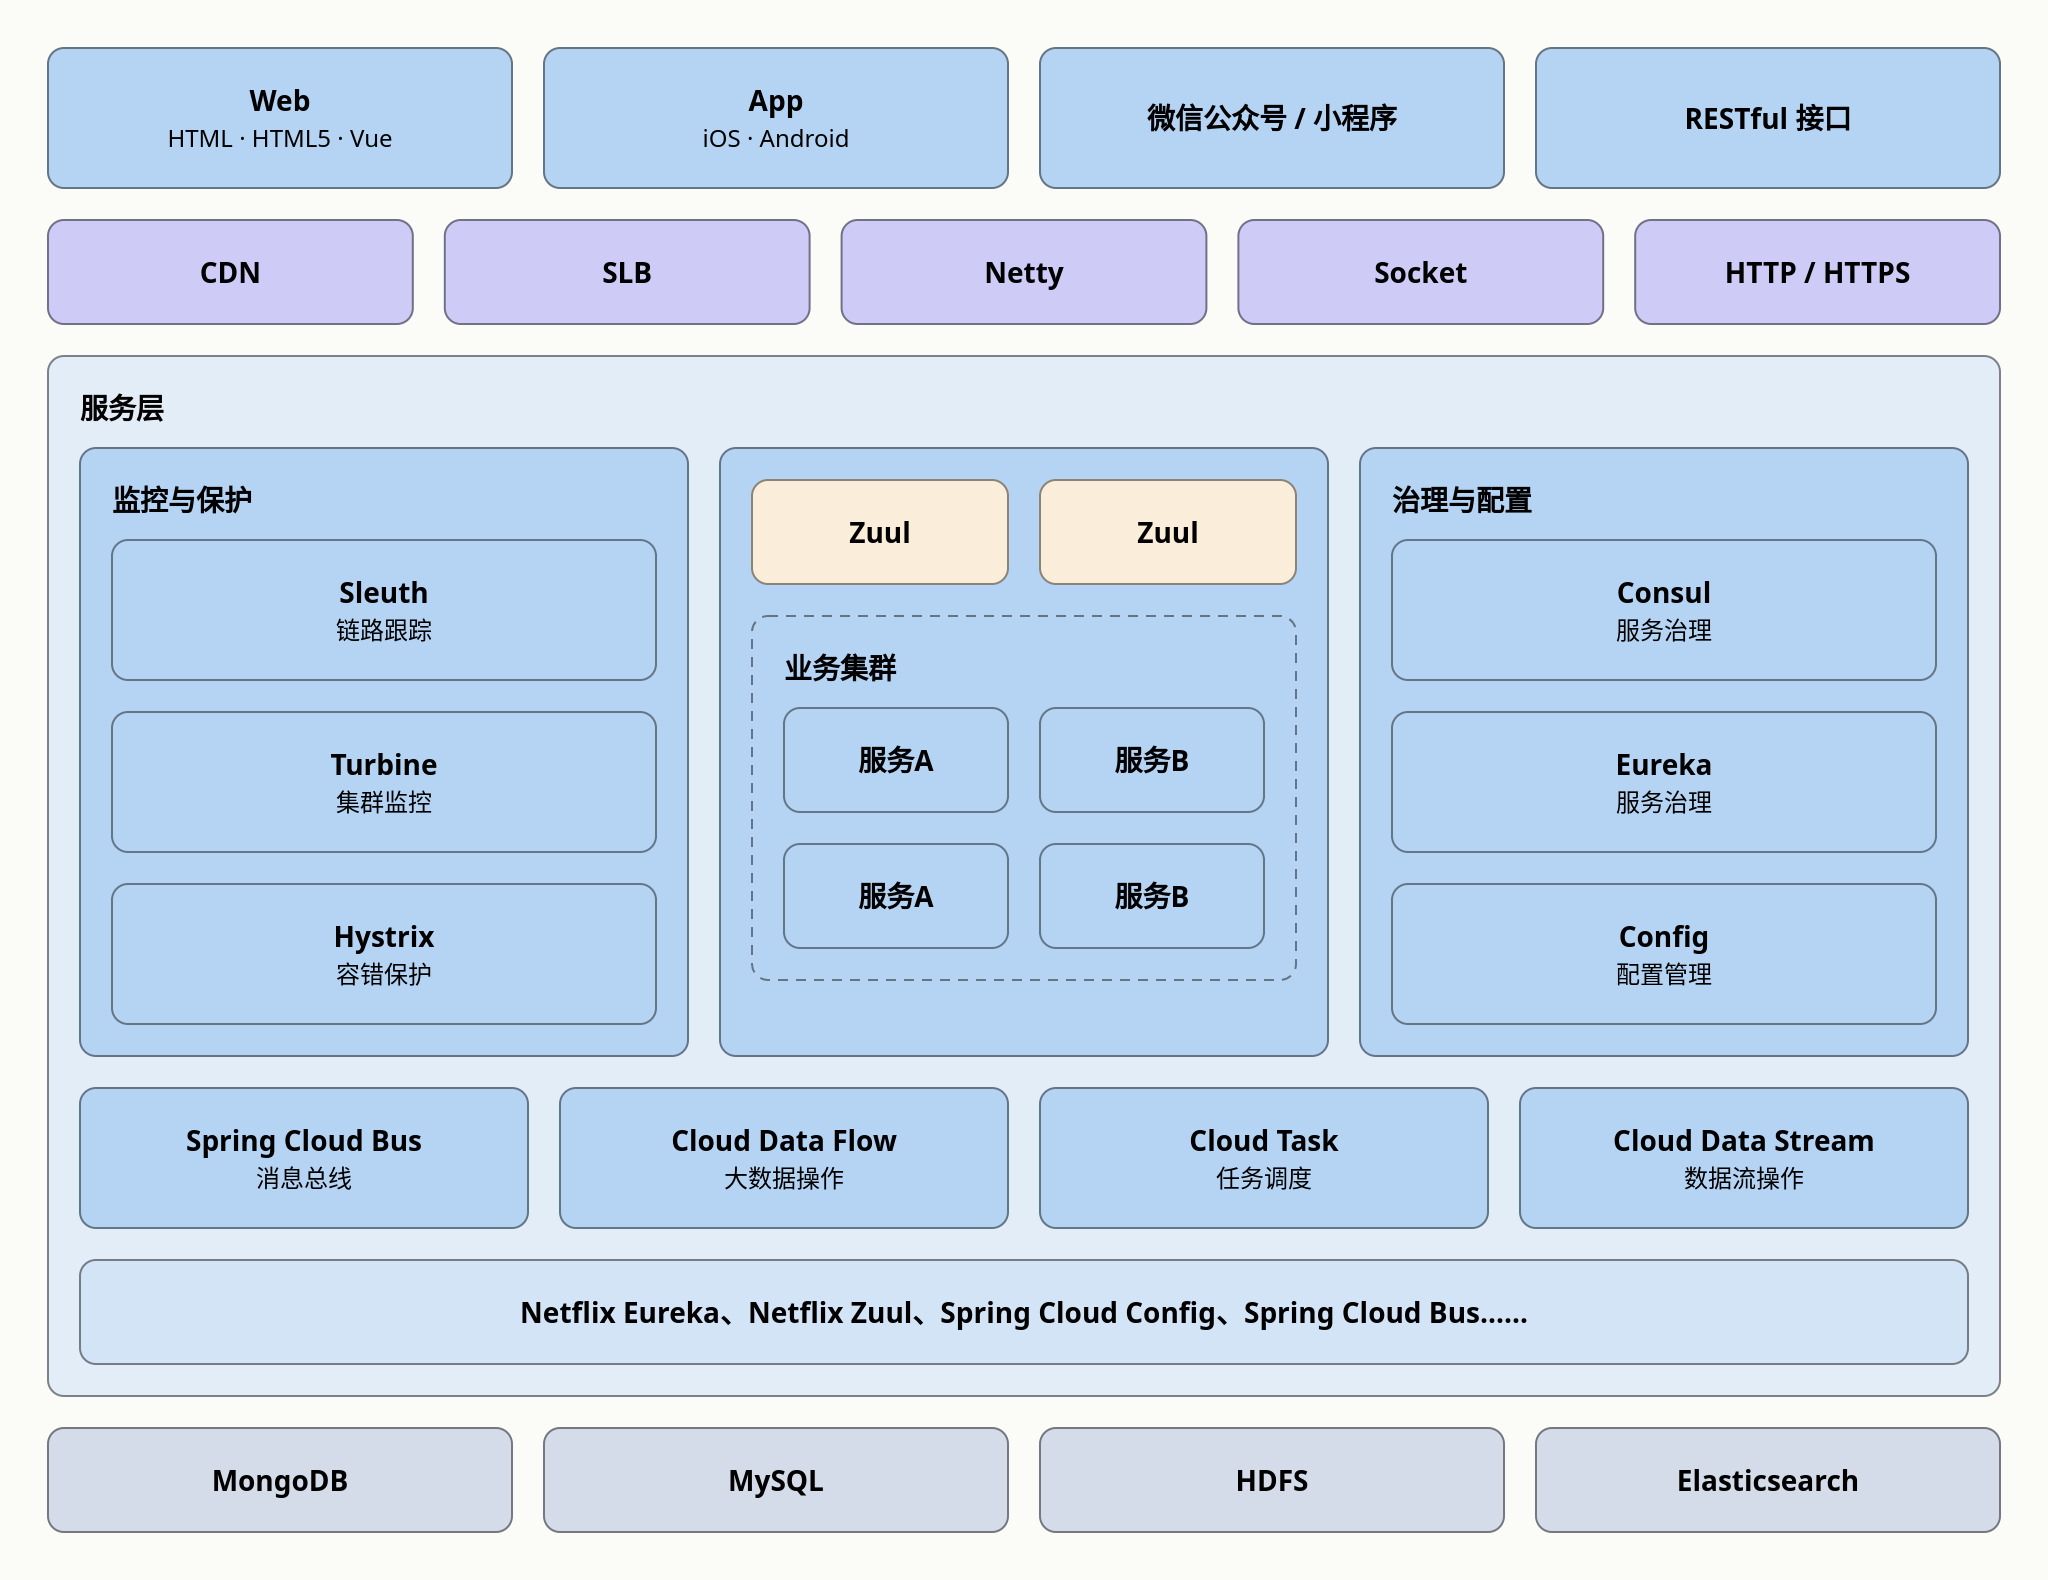 Web
HTML · HTML5 · Vue
App
iOS · Android
微信公众号 / 小程序
RESTful 接口
CDN
SLB
Netty
Socket
HTTP / HTTPS
服务层
监控与保护
Sleuth
链路跟踪
Turbine
集群监控
Hystrix
容错保护
Zuul
Zuul
业务集群
服务A
服务B
服务A
服务B
治理与配置
Consul
服务治理
Eureka
服务治理
Config
配置管理
Spring Cloud Bus
消息总线
Cloud Data Flow
大数据操作
Cloud Task
任务调度
Cloud Data Stream
数据流操作
Netflix Eureka、Netflix Zuul、Spring Cloud Config、Spring Cloud Bus……
MongoDB
MySQL
HDFS
Elasticsearch